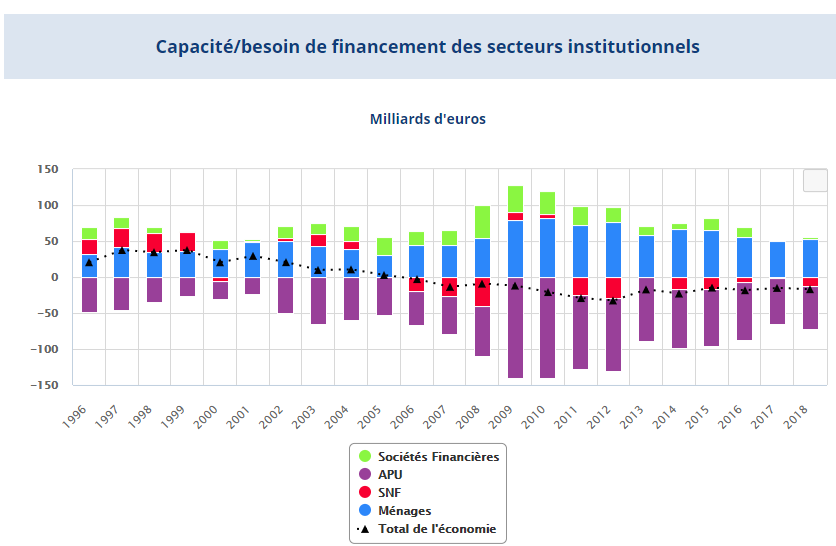 Capacité/besoin de financement des secteurs institutionnels
Milliards d'euros
150
100
50
0
−50
−100
−150
1996 1997 1998 1999 2000 2001 2002 2003 2004 2005 2006 2007 2008 2009 2010 2011 2012 2013 2014 2015 2016 2017 2018
Sociétés Financières
APU
SNF
Ménages
Total de l'économie